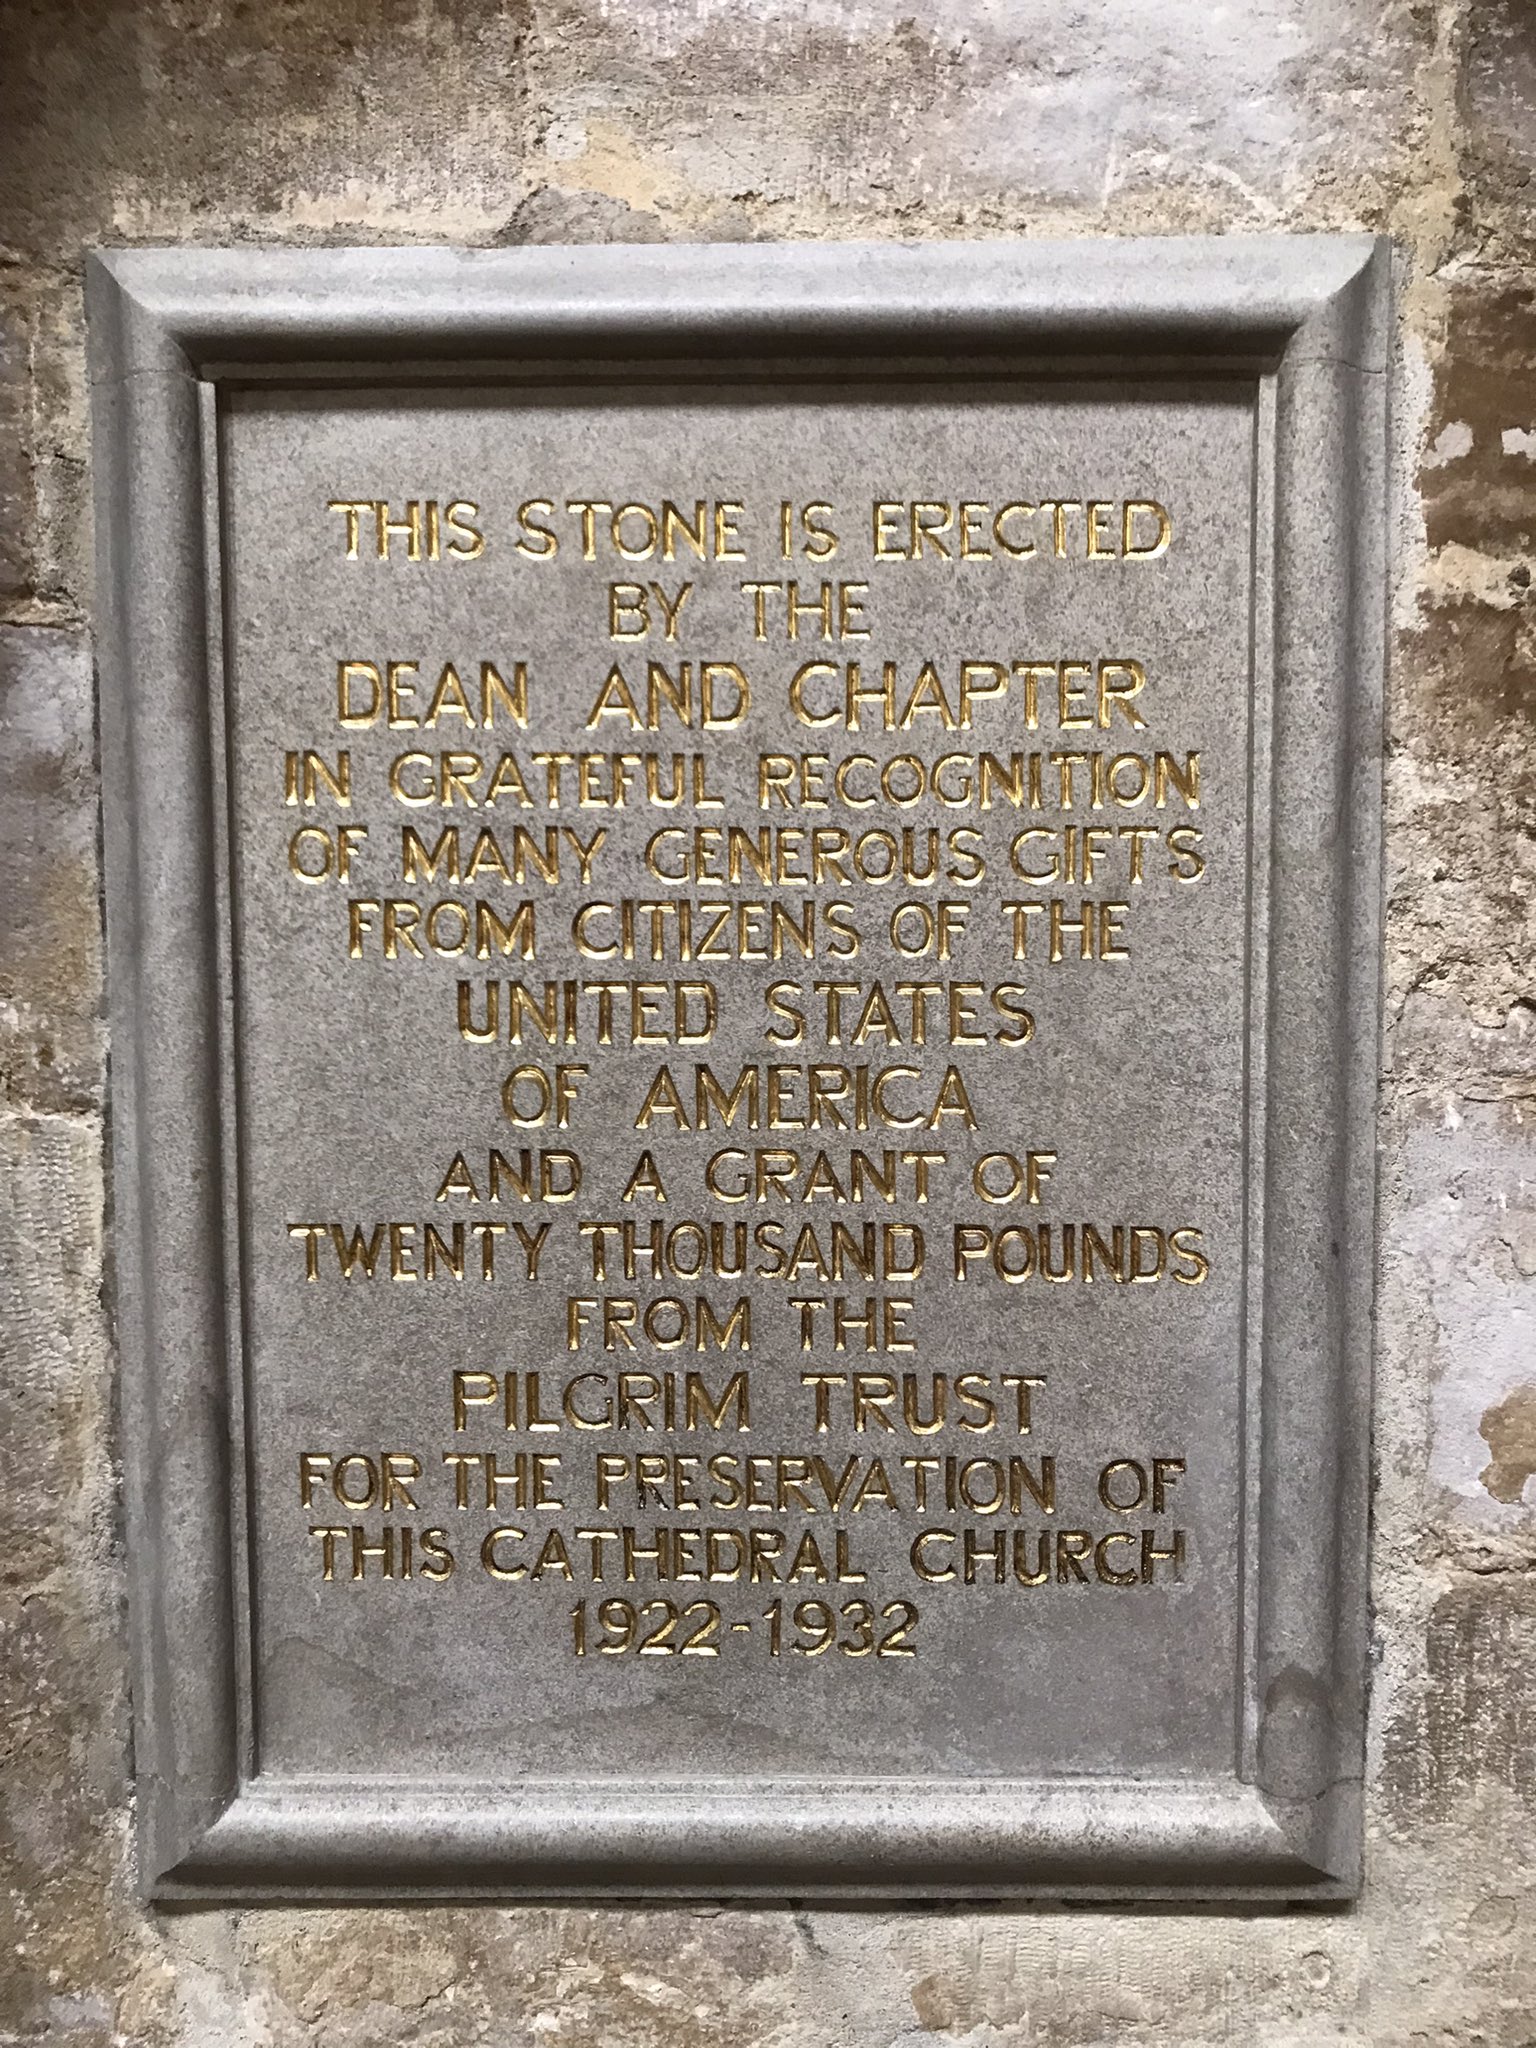 THIS STONE IS ERECTED
BY THE
DEAN AND CHAPTER
IN GRATEFUL RECOGNITION
OF MANY GENEROUS GIFTS
FROM CITIZENS OF THE
UNITED STATES
OF AMERICA
AND A GRANT OF
TWENTY THOUSAND POUNDS
FROM THE
PILGRIM TRUST
FOR THE PRESERVATION OF
THIS CATHEDRAL CHURCH
1922-1932